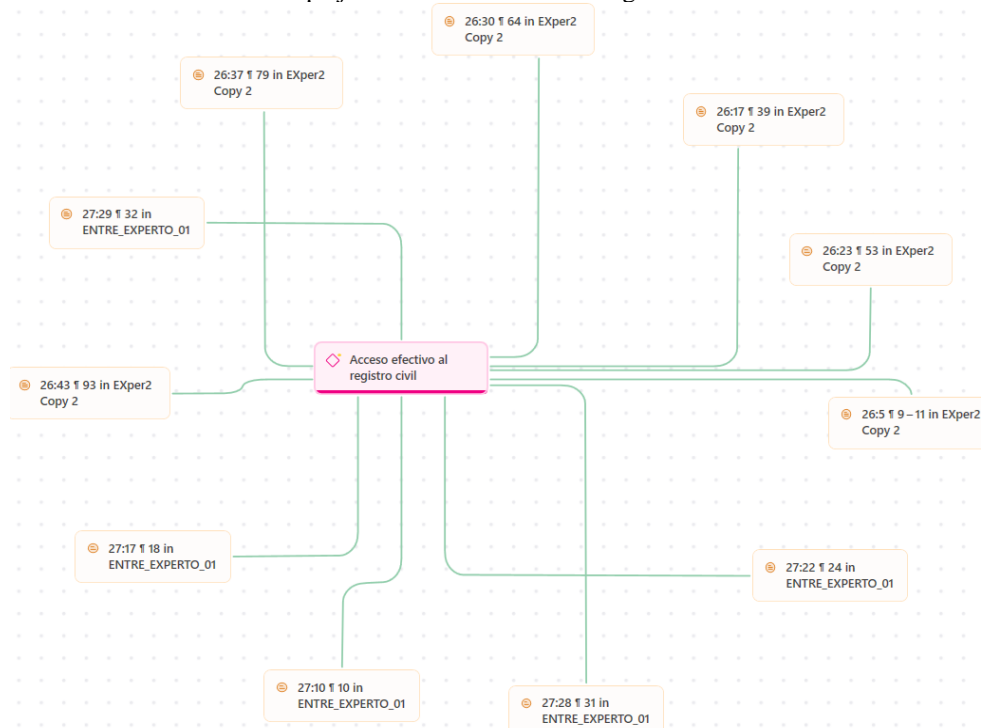 26:30 ¶ 64 in EXper2
Copy 2
26:37 ¶ 79 in EXper2
Copy 2
26:17 ¶ 39 in EXper2
Copy 2
27:29 ¶ 32 in
ENTRE_EXPERTO_01
26:23 ¶ 53 in EXper2
Copy 2
Acceso efectivo al
registro civil
26:43 ¶ 93 in EXper2
Copy 2
26:5 ¶ 9 – 11 in EXper2
Copy 2
27:17 ¶ 18 in
ENTRE_EXPERTO_01
27:22 ¶ 24 in
ENTRE_EXPERTO_01
27:10 ¶ 10 in
ENTRE_EXPERTO_01
27:28 ¶ 31 in
ENTRE_EXPERTO_01